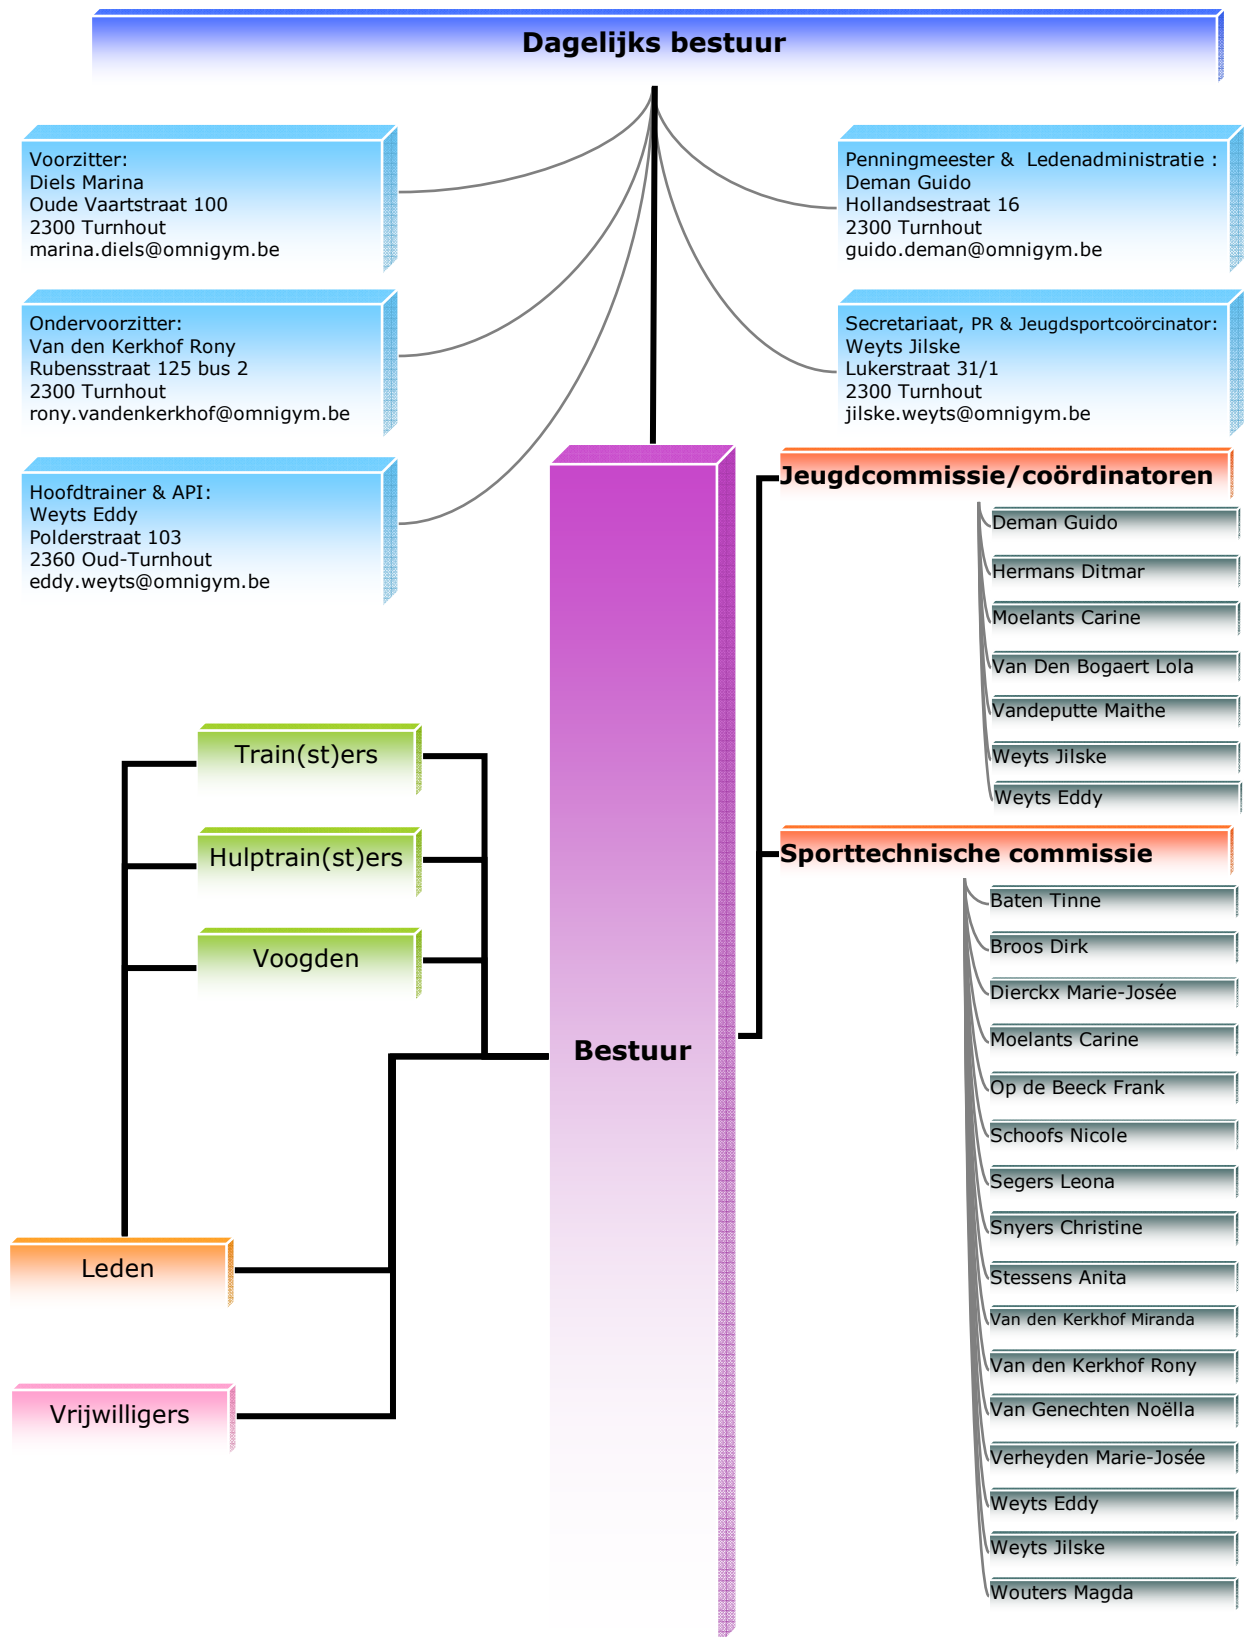 Dagelijks bestuur
Voorzitter:
Diels Marina
Oude Vaartstraat 100
2300 Turnhout
marina.diels@omnigym.be
Penningmeester & Ledenadministratie :
Deman Guido
Hollandsestraat 16
2300 Turnhout
guido.deman@omnigym.be
Ondervoorzitter:
Van den Kerkhof Rony
Rubensstraat 125 bus 2
2300 Turnhout
rony.vandenkerkhof@omnigym.be
Secretariaat, PR & Jeugdsportcoörcinator:
Weyts Jilske
Lukerstraat 31/1
2300 Turnhout
jilske.weyts@omnigym.be
Hoofdtrainer & API:
Weyts Eddy
Polderstraat 103
2360 Oud-Turnhout
eddy.weyts@omnigym.be
Jeugdcommissie/coördinatoren
Deman Guido
Hermans Ditmar
Moelants Carine
Van Den Bogaert Lola
Vandeputte Maithe
Weyts Jilske
Weyts Eddy
Train(st)ers
Hulptrain(st)ers
Voogden
Bestuur
Leden
Vrijwilligers
Sporttechnische commissie
Baten Tinne
Broos Dirk
Dierckx Marie-Josée
Moelants Carine
Op de Beeck Frank
Schoofs Nicole
Segers Leona
Snyers Christine
Stessens Anita
Van den Kerkhof Miranda
Van den Kerkhof Rony
Van Genechten Noëlla
Verheyden Marie-Josée
Weyts Eddy
Weyts Jilske
Wouters Magda